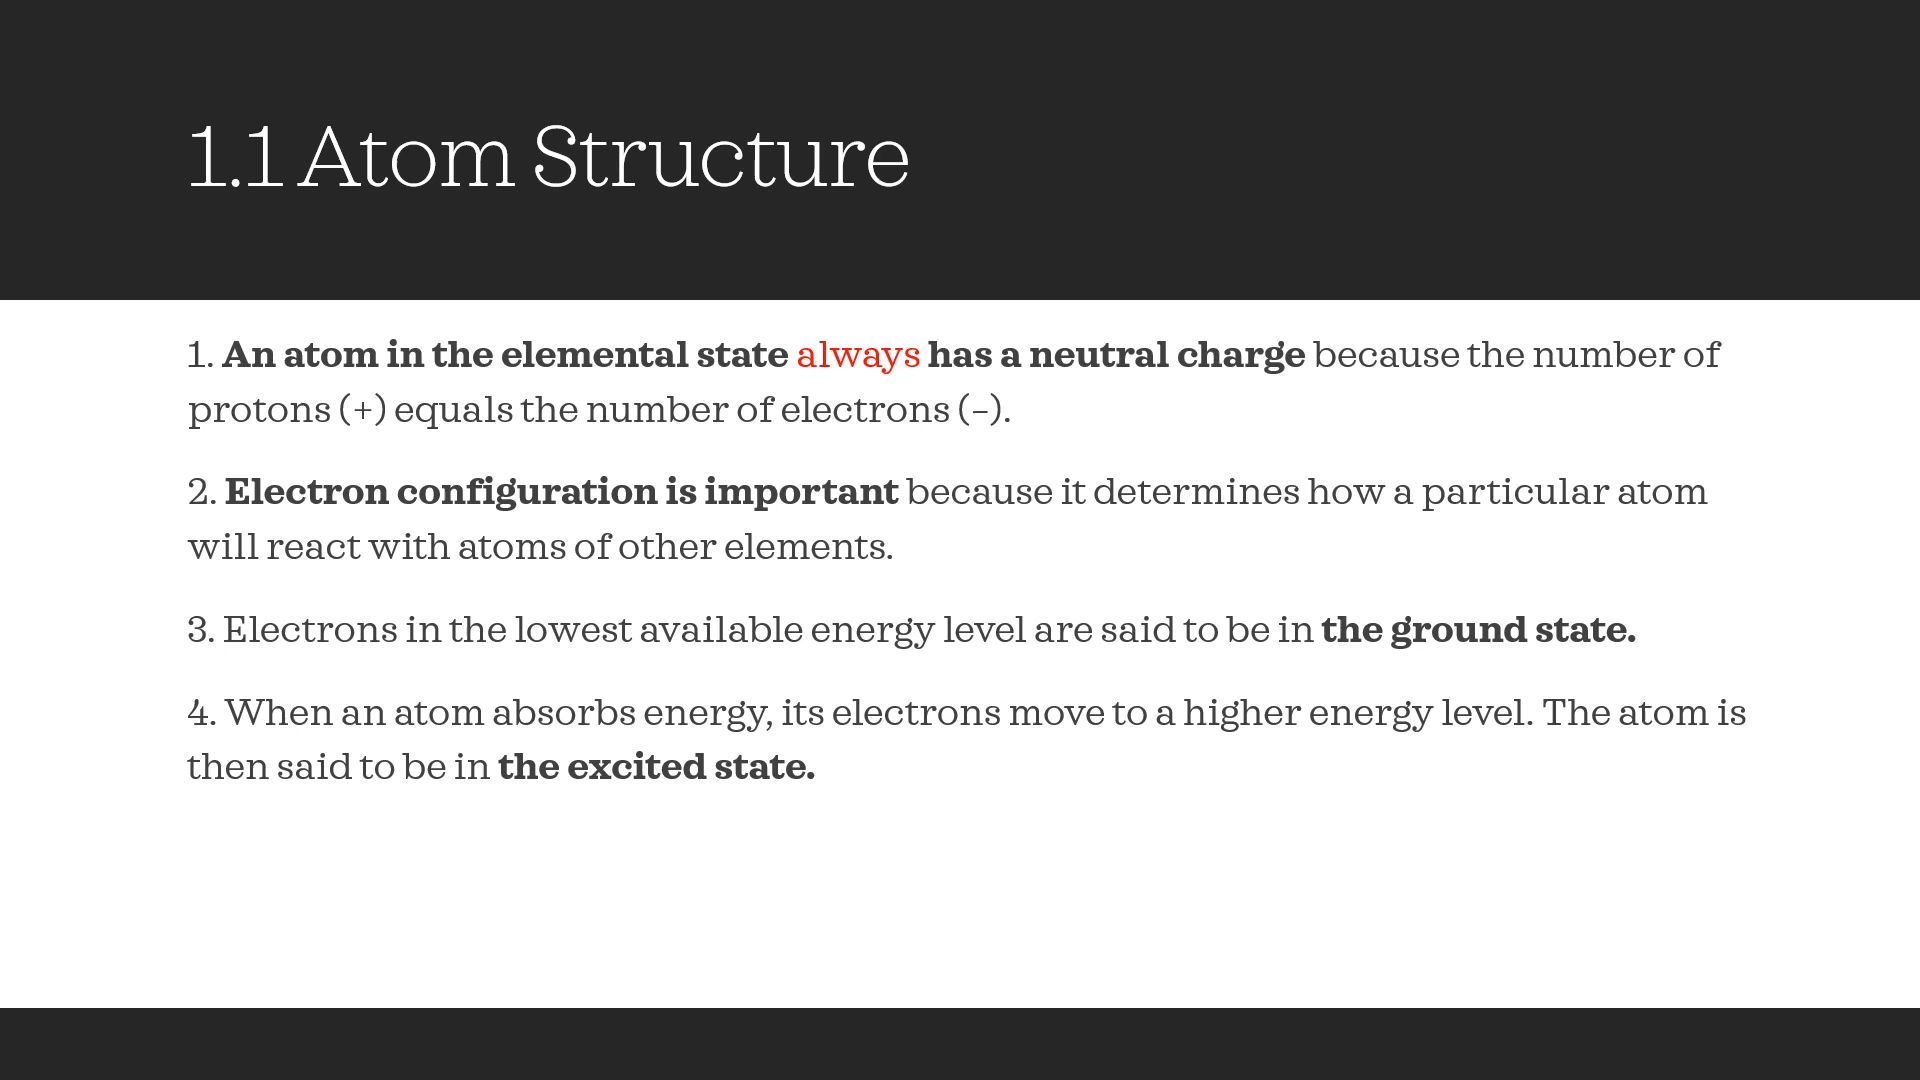 1.1 Atom Structure
1. An atom in the elemental state always has a neutral charge because the number of
protons (+) equals the number of electrons (–).
2. Electron configuration is important because it determines how a particular atom
will react with atoms of other elements.
3. Electrons in the lowest available energy level are said to be in the ground state.
4. When an atom absorbs energy, its electrons move to a higher energy level. The atom is
then said to be in the excited state.